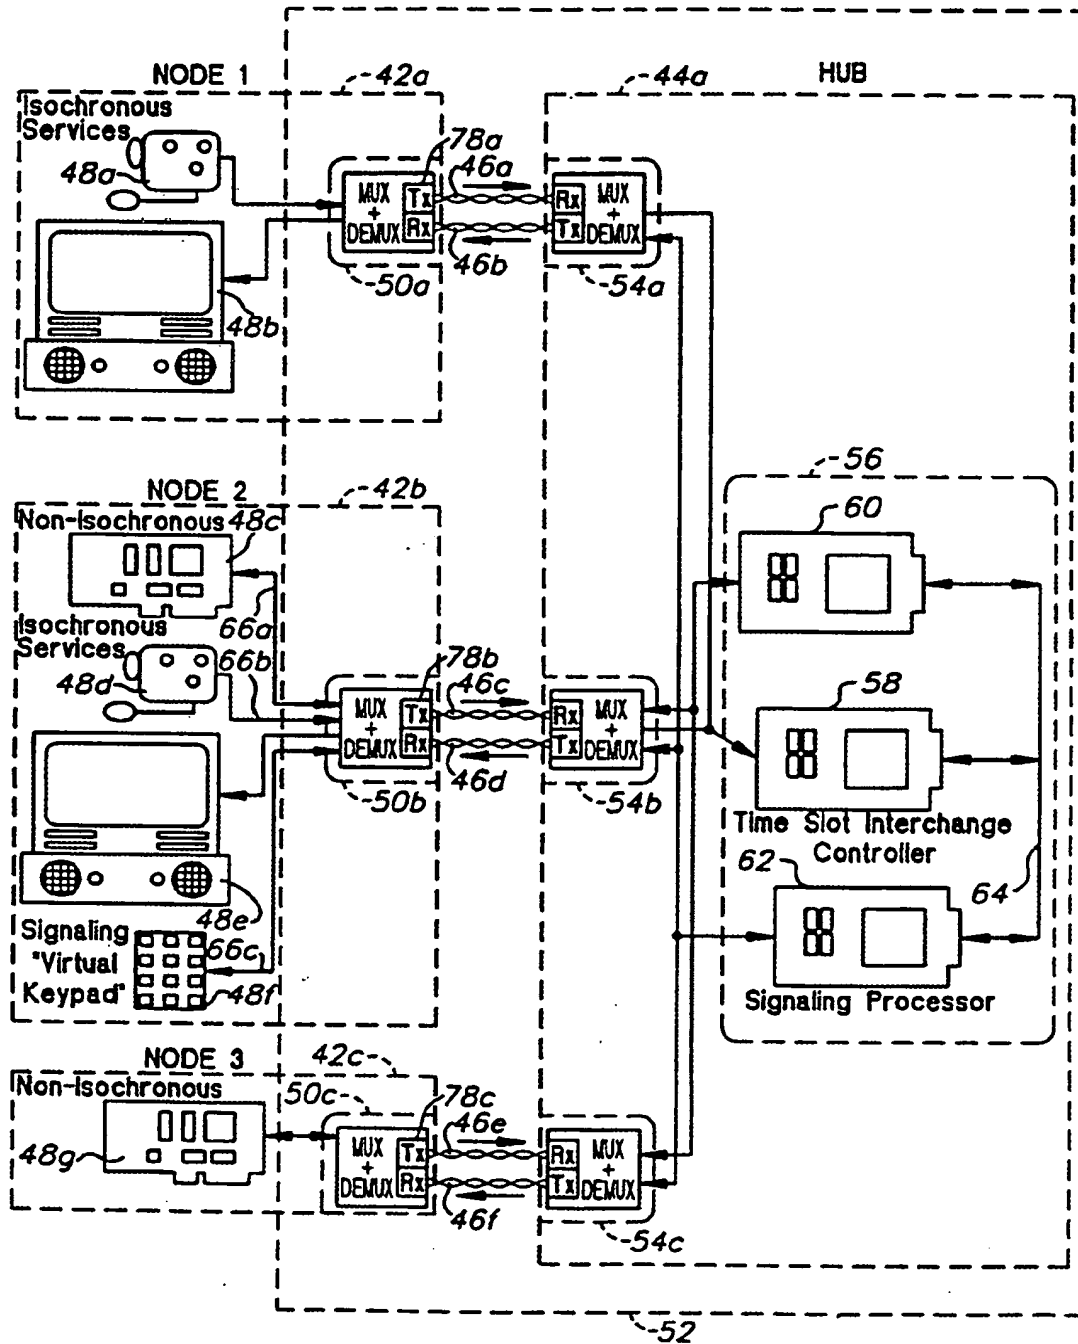 NODE 1
42a
44a
HUB
Isochronous
Services
48a
78a
46a
MUX
+
DEMUX
Tx
Rx
Rx
Tx
MUX
+
DEMUX
46b
50a
54a
48b
NODE 2
42b
56
Non-Isochronous
48c
60
66a
Isochronous
Services
66b
48d
78b
46c
58
MUX
+
DEMUX
Tx
Rx
Rx
Tx
MUX
+
DEMUX
46d
50b
54b
Time Slot Interchange
Controller
62
64
48e
Signaling
"Virtual
Keypad"
66c
48f
Signaling Processor
NODE 3
42c
Non-Isochronous
50c
78c
46e
MUX
+
DEMUX
Tx
Rx
Rx
Tx
MUX
+
DEMUX
48g
46f
54c
52